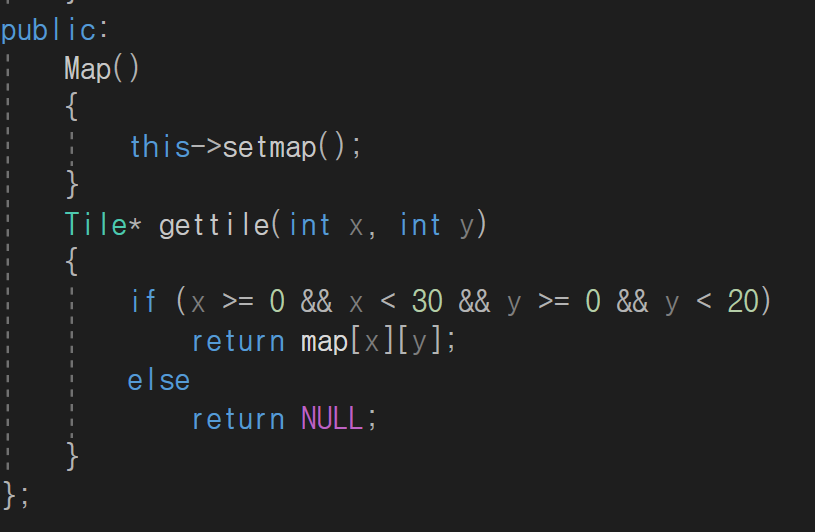 public:
Map()
{
this->setmap();
}
Tile* gettile(int x, int y)
{
if (x >= 0 && x < 30 && y >= 0 && y < 20)
return map[x][y];
else
return NULL;
}
};